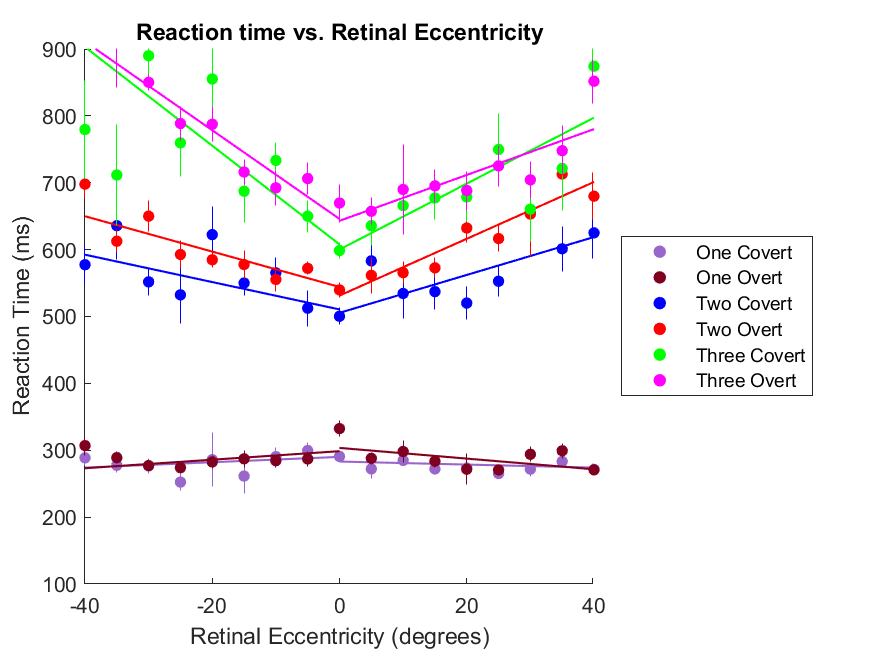 Reaction time vs. Retinal Eccentricity
900
800
700
600
500
400
300
200
100
Reaction Time (ms)
-40
-20
0
20
40
Retinal Eccentricity (degrees)
One Covert
One Overt
Two Covert
Two Overt
Three Covert
Three Overt